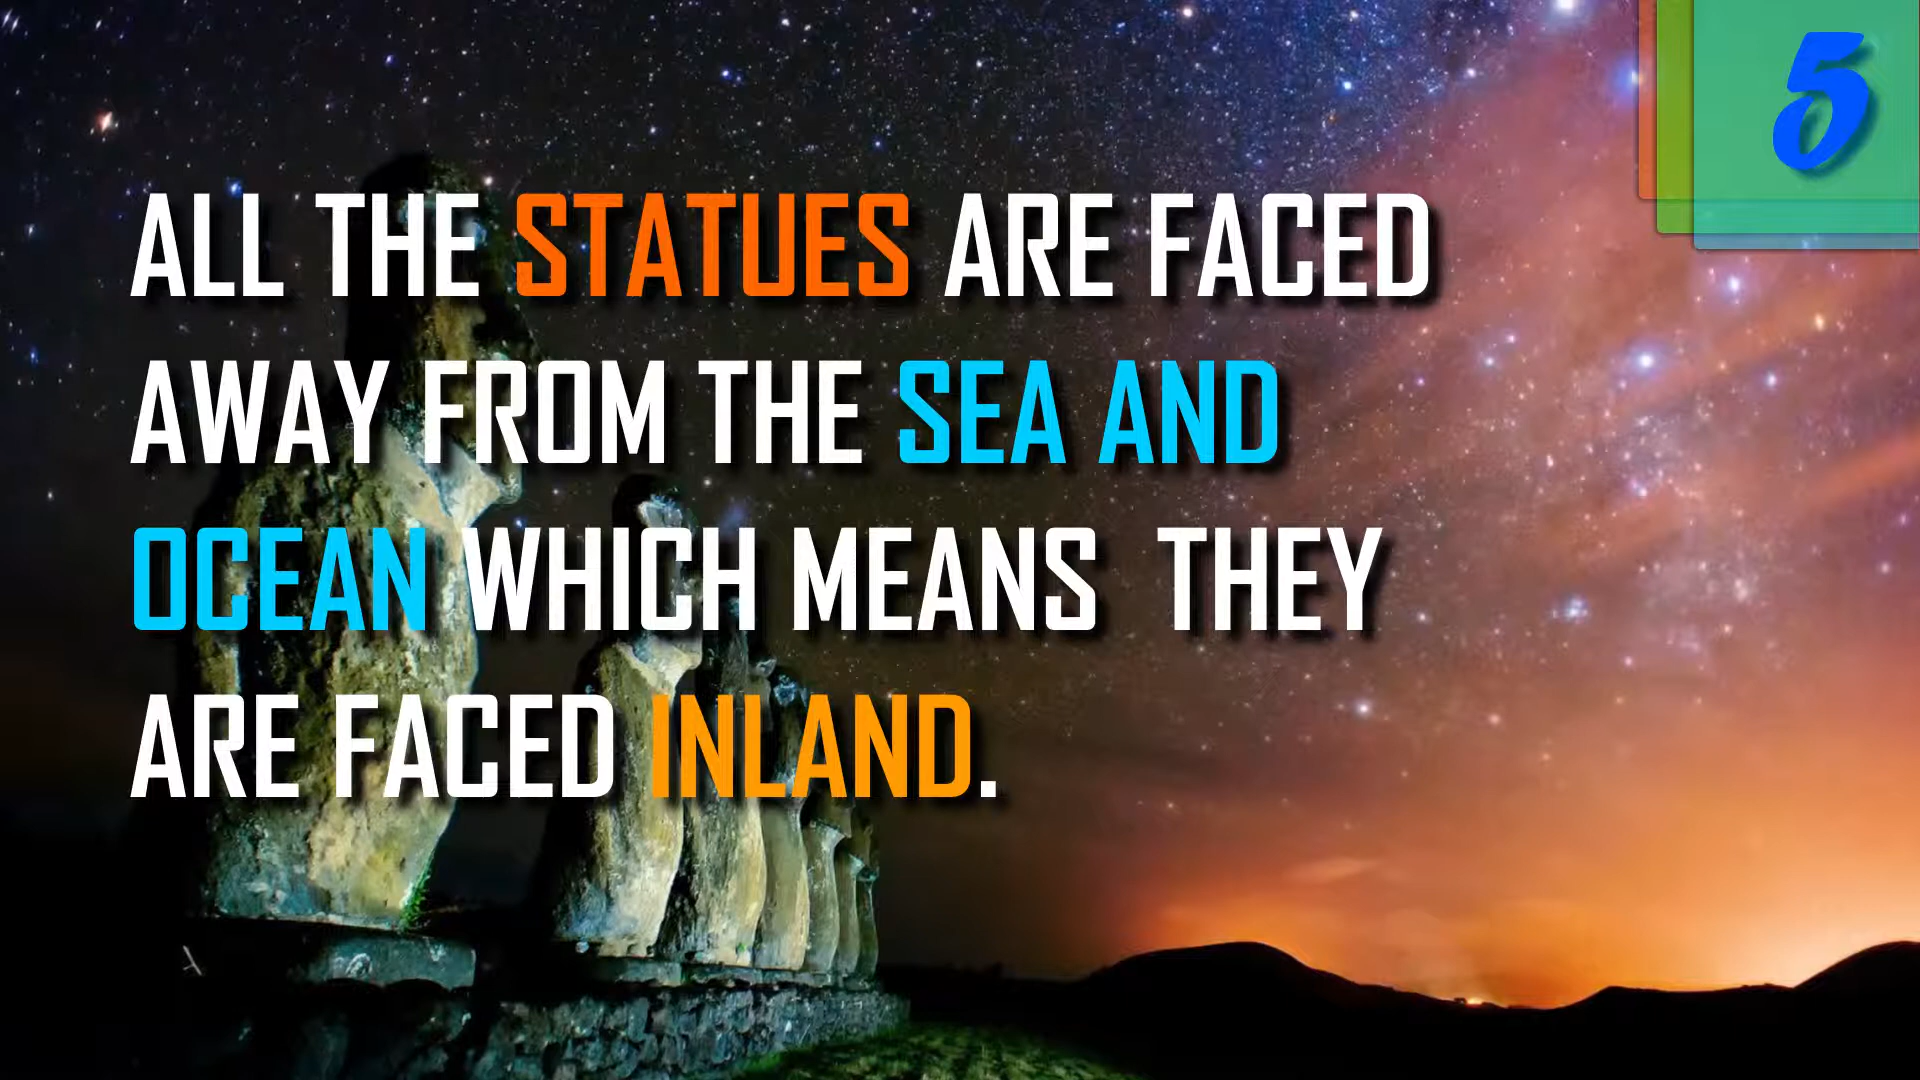 5
ALL THE STATUES ARE FACED
AWAY FROM THE SEA AND
OCEAN WHICH MEANS  THEY
ARE FACED INLAND.